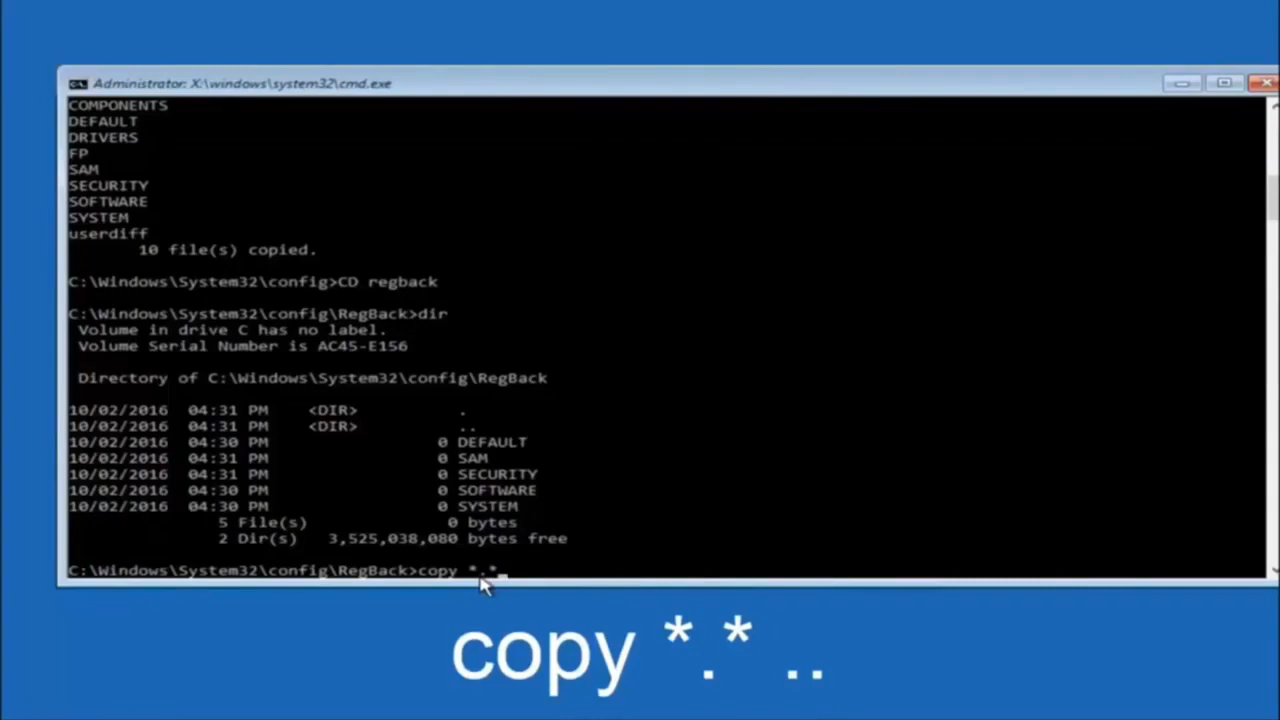 Administrator: X:\windows\system32\cmd.exe
COMPONENTS
DEFAULT
DRIVERS
FP
SAM
SECURITY
SOFTWARE
SYSTEM
userdiff
10 file(s) copied.
C:\Windows\System32\config>CD regback
C:\Windows\System32\config\RegBack>dir
Volume in drive C has no label.
Volume Serial Number is AC45-E156
Directory of C:\Windows\System32\config\RegBack
10/02/2016 04:31 PM <DIR> .
10/02/2016 04:31 PM <DIR> ..
10/02/2016 04:30 PM 0 DEFAULT
10/02/2016 04:31 PM 0 SAM
10/02/2016 04:31 PM 0 SECURITY
10/02/2016 04:30 PM 0 SOFTWARE
10/02/2016 04:30 PM 0 SYSTEM
5 File(s) 0 bytes
2 Dir(s) 3,525,038,080 bytes free
C:\Windows\System32\config\RegBack>copy *.*_
copy *.* ..